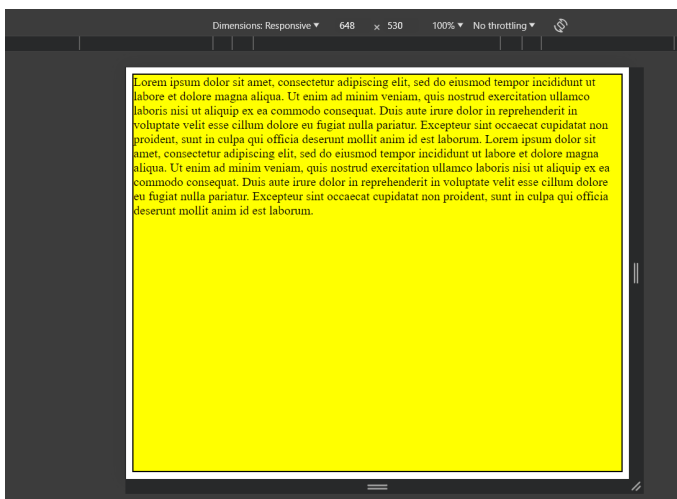 Dimensions: Responsive ▼ 648 × 530 100% ▼ No throttling ▼
Lorem ipsum dolor sit amet, consectetur adipiscing elit, sed do eiusmod tempor incididunt ut
labore et dolore magna aliqua. Ut enim ad minim veniam, quis nostrud exercitation ullamco
laboris nisi ut aliquip ex ea commodo consequat. Duis aute irure dolor in reprehenderit in
voluptate velit esse cillum dolore eu fugiat nulla pariatur. Excepteur sint occaecat cupidatat non
proident, sunt in culpa qui officia deserunt mollit anim id est laborum. Lorem ipsum dolor sit
amet, consectetur adipiscing elit, sed do eiusmod tempor incididunt ut labore et dolore magna
aliqua. Ut enim ad minim veniam, quis nostrud exercitation ullamco laboris nisi ut aliquip ex ea
commodo consequat. Duis aute irure dolor in reprehenderit in voluptate velit esse cillum dolore
eu fugiat nulla pariatur. Excepteur sint occaecat cupidatat non proident, sunt in culpa qui officia
deserunt mollit anim id est laborum.